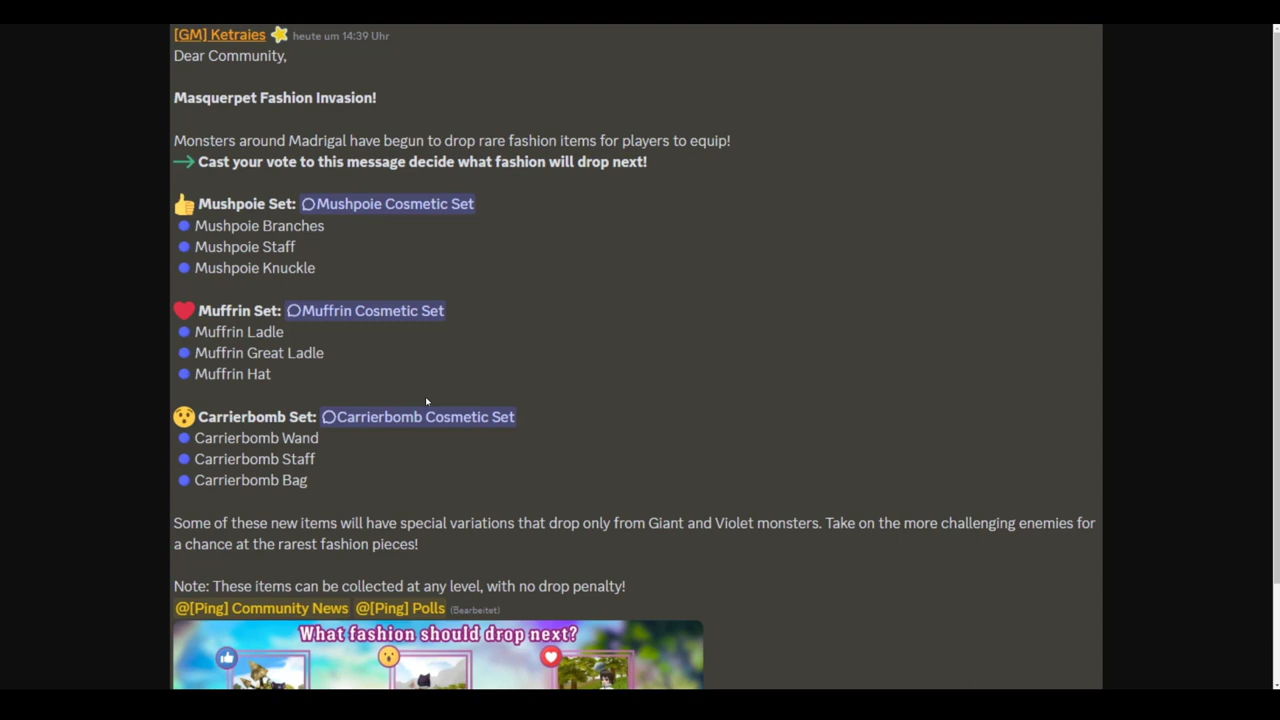 [GM] Ketraies heute um 14:39 Uhr
Dear Community,
Masquerpet Fashion Invasion!
Monsters around Madrigal have begun to drop rare fashion items for players to equip!
Cast your vote to this message decide what fashion will drop next!
Mushpoie Set: Mushpoie Cosmetic Set
Mushpoie Branches
Mushpoie Staff
Mushpoie Knuckle
Muffrin Set: Muffrin Cosmetic Set
Muffrin Ladle
Muffrin Great Ladle
Muffrin Hat
Carrierbomb Set: Carrierbomb Cosmetic Set
Carrierbomb Wand
Carrierbomb Staff
Carrierbomb Bag
Some of these new items will have special variations that drop only from Giant and Violet monsters. Take on the more challenging enemies for
a chance at the rarest fashion pieces!
Note: These items can be collected at any level, with no drop penalty!
@[Ping] Community News @[Ping] Polls (Bearbeitet)
What fashion should drop next?